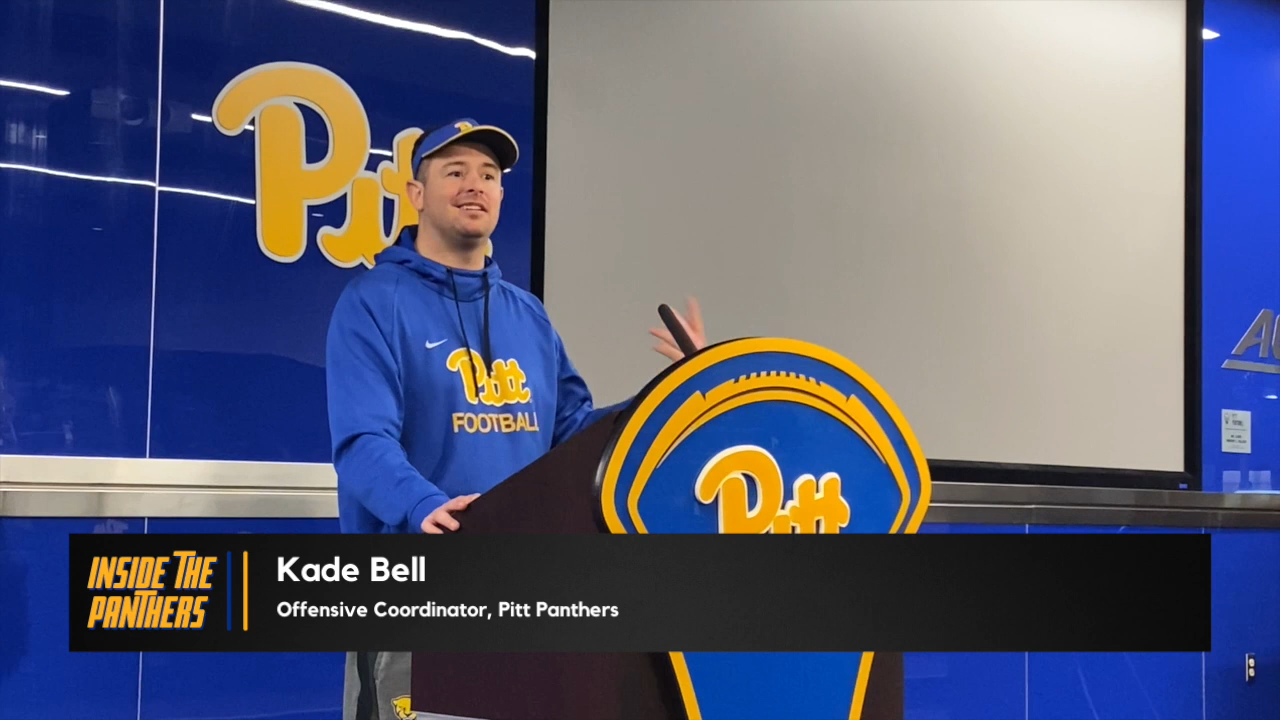 Pitt
Pitt
FOOTBALL
Pitt
INSIDE THE
PANTHERS
Kade Bell
Offensive Coordinator, Pitt Panthers